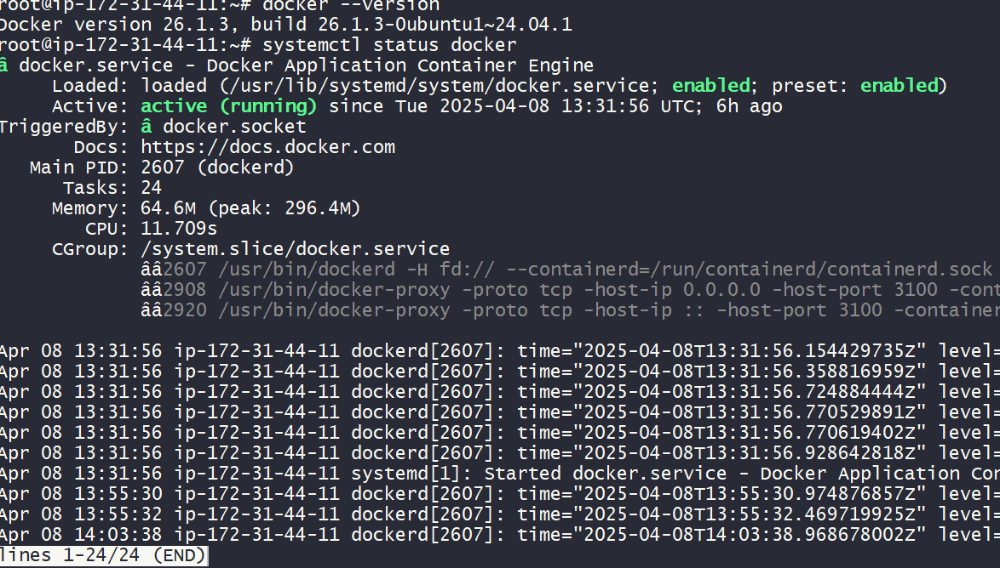 root@ip-172-31-44-11:~# docker --version
Docker version 26.1.3, build 26.1.3-0ubuntu1~24.04.1
root@ip-172-31-44-11:~# systemctl status docker
â docker.service - Docker Application Container Engine
Loaded: loaded (/usr/lib/systemd/system/docker.service; enabled; preset: enabled)
Active: active (running) since Tue 2025-04-08 13:31:56 UTC; 6h ago
TriggeredBy: â docker.socket
Docs: https://docs.docker.com
Main PID: 2607 (dockerd)
Tasks: 24
Memory: 64.6M (peak: 296.4M)
CPU: 11.709s
CGroup: /system.slice/docker.service
ââ2607 /usr/bin/dockerd -H fd:// --containerd=/run/containerd/containerd.sock
ââ2908 /usr/bin/docker-proxy -proto tcp -host-ip 0.0.0.0 -host-port 3100 -cont
ââ2920 /usr/bin/docker-proxy -proto tcp -host-ip :: -host-port 3100 -container
Apr 08 13:31:56 ip-172-31-44-11 dockerd[2607]: time="2025-04-08T13:31:56.154429735Z" level=
Apr 08 13:31:56 ip-172-31-44-11 dockerd[2607]: time="2025-04-08T13:31:56.358816959Z" level=
Apr 08 13:31:56 ip-172-31-44-11 dockerd[2607]: time="2025-04-08T13:31:56.724884444Z" level=
Apr 08 13:31:56 ip-172-31-44-11 dockerd[2607]: time="2025-04-08T13:31:56.770529891Z" level=
Apr 08 13:31:56 ip-172-31-44-11 dockerd[2607]: time="2025-04-08T13:31:56.770619402Z" level=
Apr 08 13:31:56 ip-172-31-44-11 dockerd[2607]: time="2025-04-08T13:31:56.928642818Z" level=
Apr 08 13:31:56 ip-172-31-44-11 systemd[1]: Started docker.service - Docker Application Con
Apr 08 13:55:30 ip-172-31-44-11 dockerd[2607]: time="2025-04-08T13:55:30.974876857Z" level=
Apr 08 13:55:32 ip-172-31-44-11 dockerd[2607]: time="2025-04-08T13:55:32.469719925Z" level=
Apr 08 14:03:38 ip-172-31-44-11 dockerd[2607]: time="2025-04-08T14:03:38.968678002Z" level=
lines 1-24/24 (END)